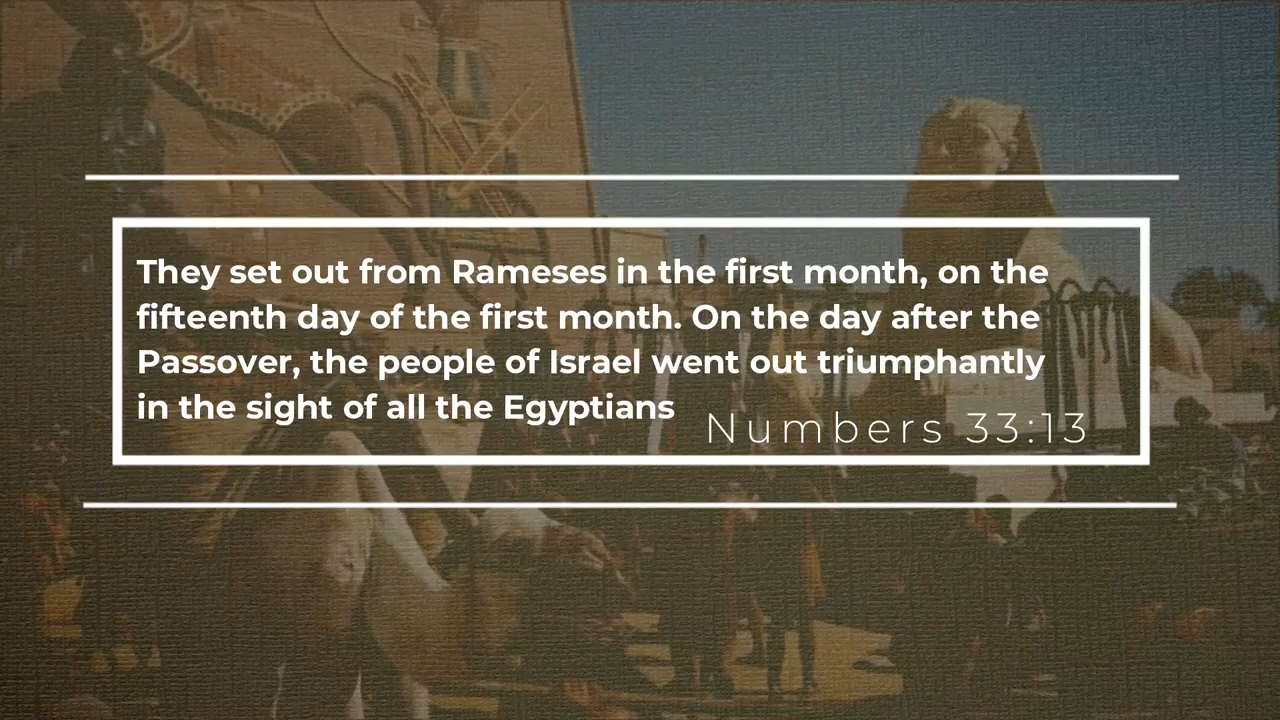 They set out from Rameses in the first month, on the
fifteenth day of the first month. On the day after the
Passover, the people of Israel went out triumphantly
in the sight of all the Egyptians
Numbers 33:13